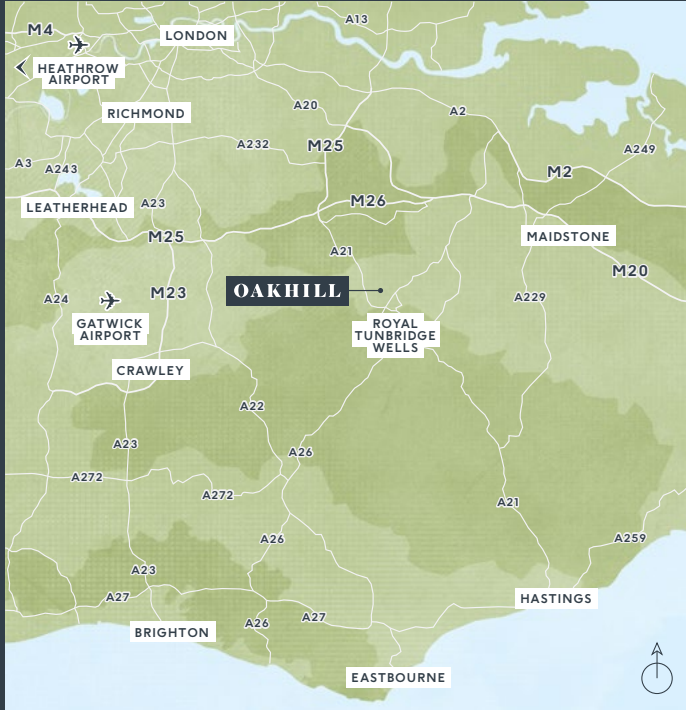 A13
M4
LONDON
HEATHROW
AIRPORT
A20
A2
RICHMOND
A232
M25
A249
A3
A243
M2
A23
M26
LEATHERHEAD
M25
MAIDSTONE
A21
M20
M23
OAKHILL
A24
A229
GATWICK
AIRPORT
ROYAL
TUNBRIDGE
WELLS
CRAWLEY
A22
A23
A26
A272
A272
A21
A26
A259
A23
A27
HASTINGS
A27
A26
BRIGHTON
EASTBOURNE